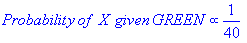 Probability of X given GREEN ∝ 1/40